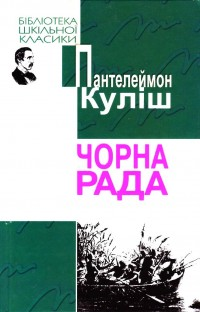 БІБЛІОТЕКА
ШКІЛЬНОЇ
КЛАСИКИ
Пантелеймон
Куліш
ЧОРНА
РАДА